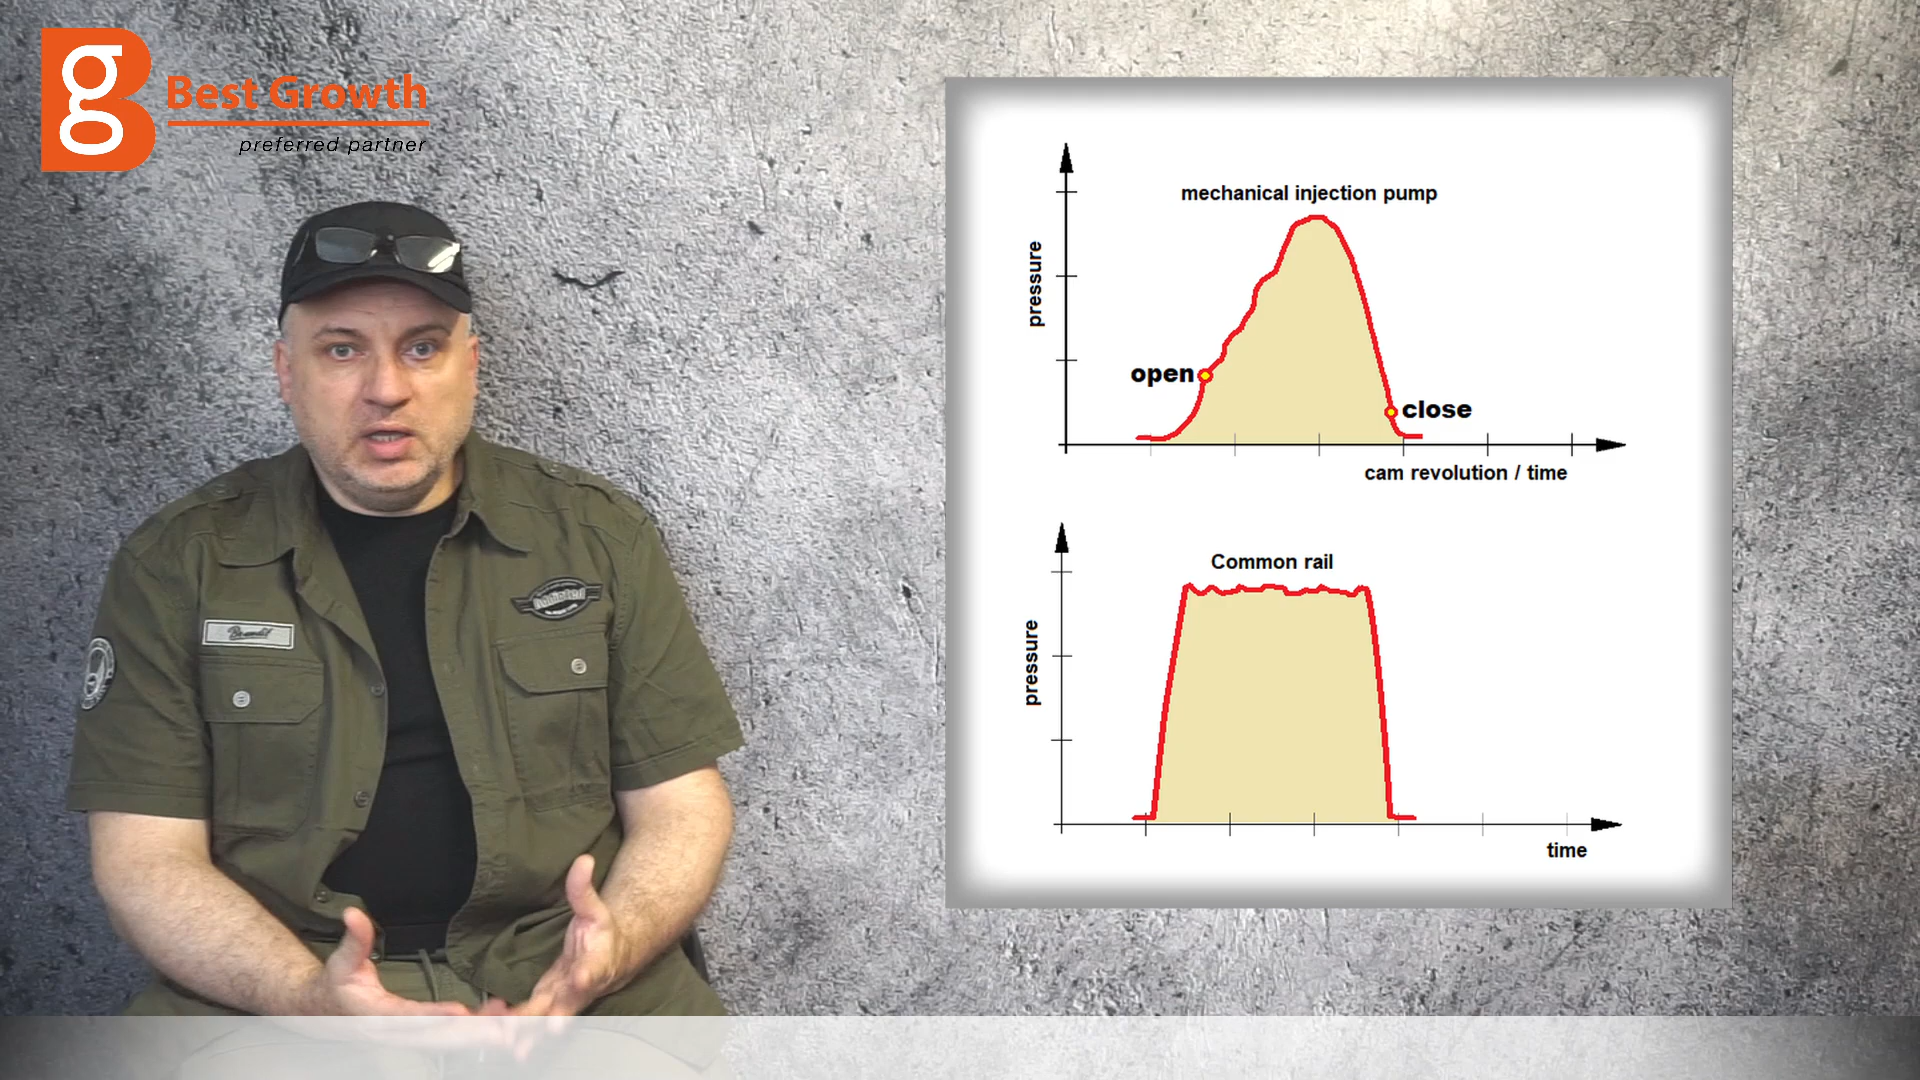 g
Best Growth
preferred partner
mechanical injection pump
pressure
open
close
cam revolution / time
Common rail
pressure
time